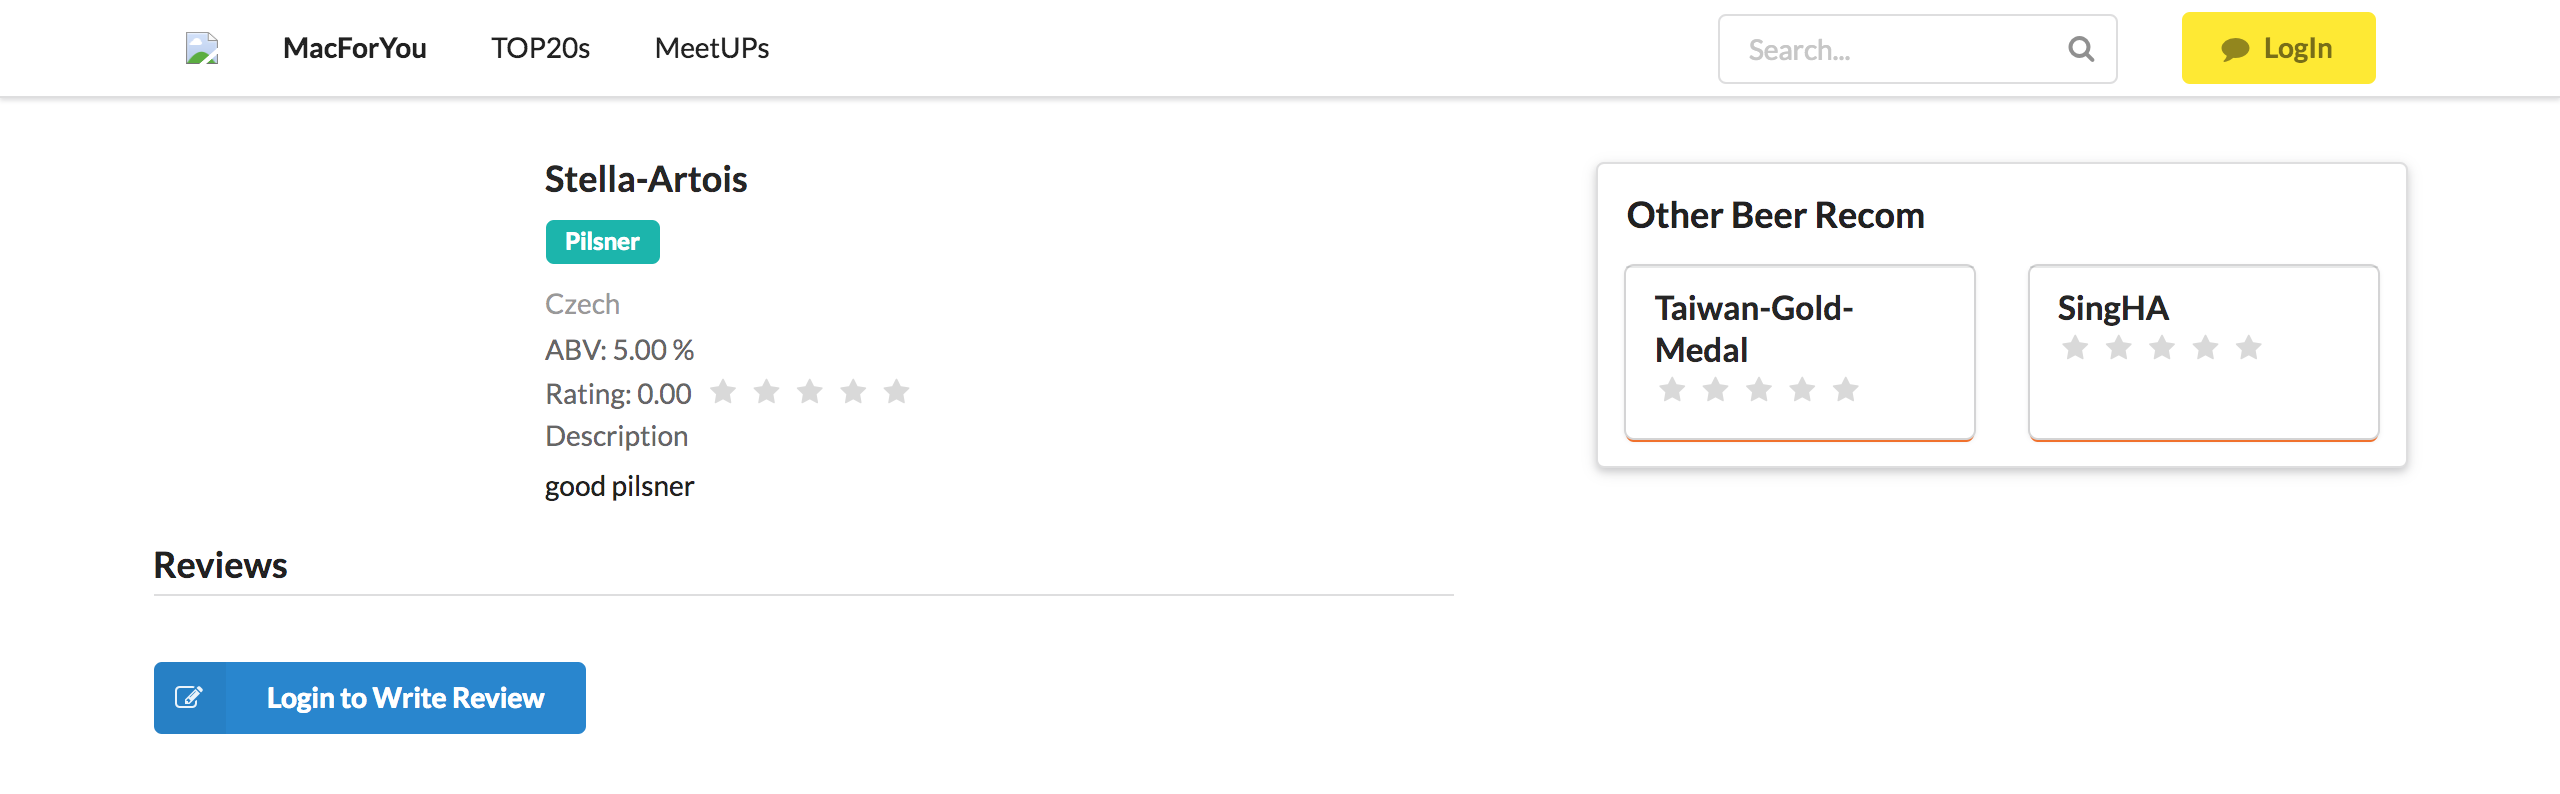 MacForYou TOP20s MeetUPs Search... LogIn
Stella-Artois
Pilsner
Czech
ABV: 5.00 %
Rating: 0.00
Description
good pilsner
Other Beer Recom
Taiwan-Gold-
Medal
SingHA
Reviews
Login to Write Review